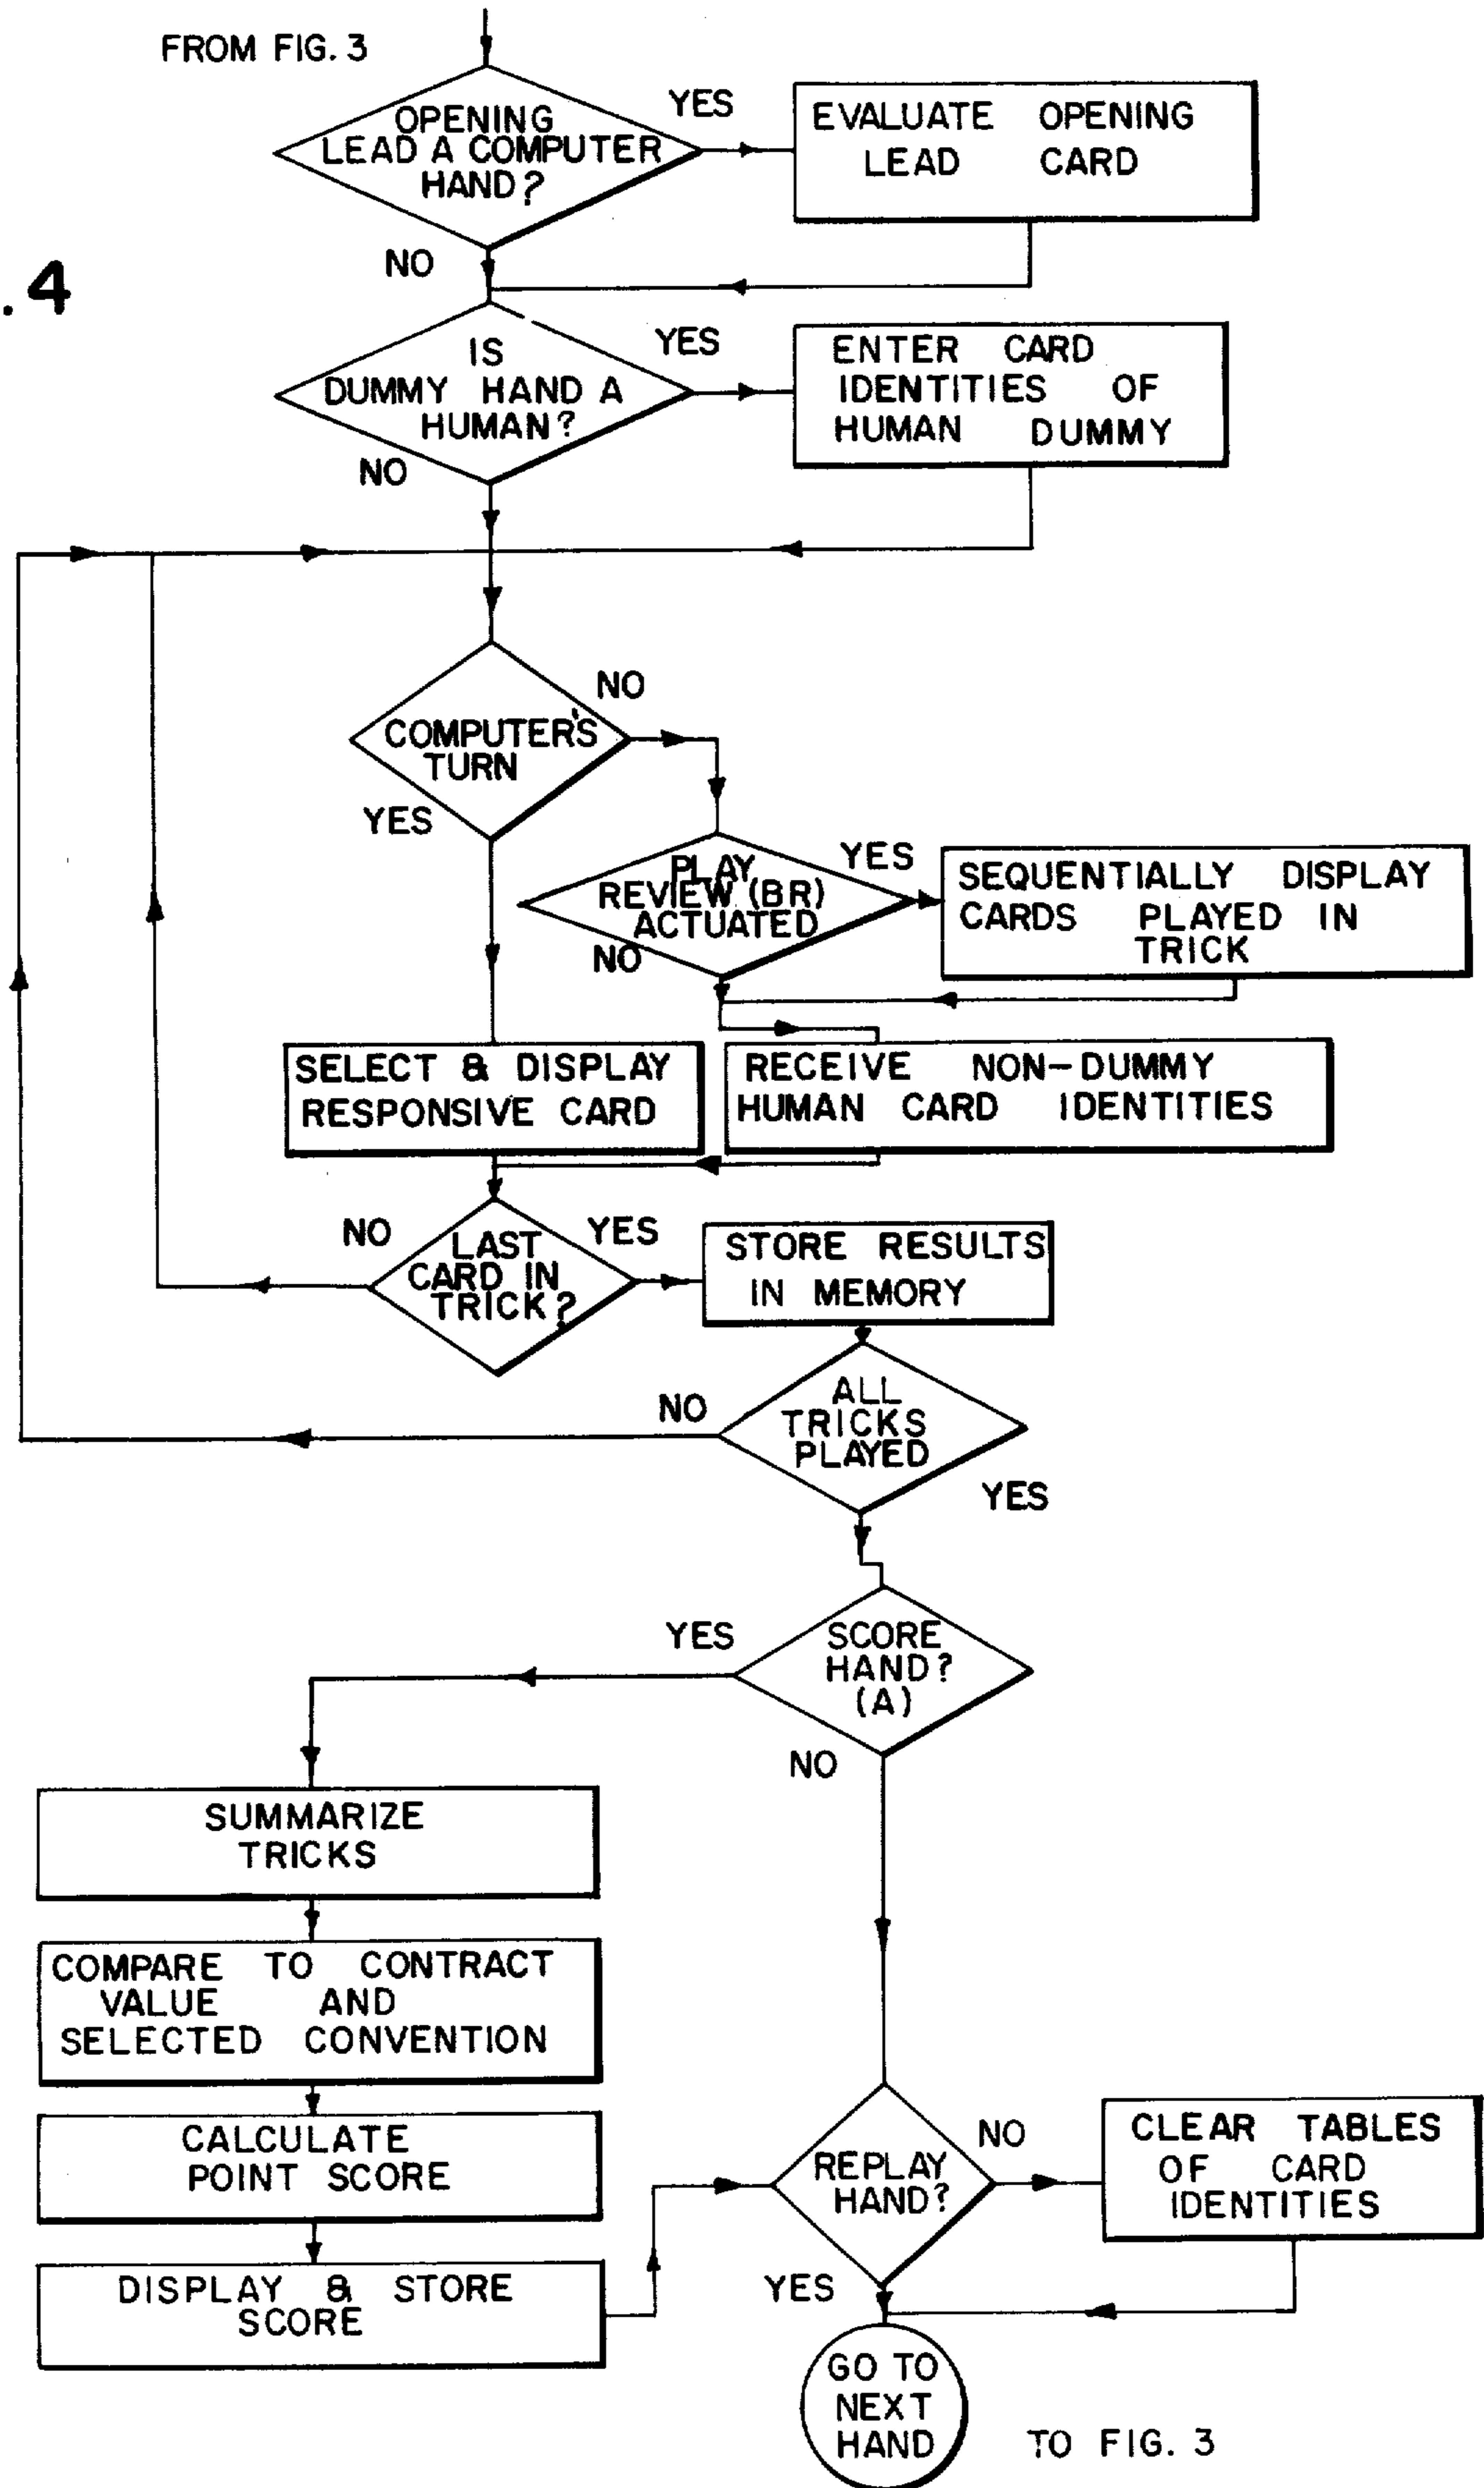 FROM FIG. 3
OPENING
LEAD A COMPUTER
HAND?
YES
EVALUATE OPENING
LEAD CARD
NO
. 4
IS
DUMMY HAND A
HUMAN?
YES
ENTER CARD
IDENTITIES OF
HUMAN DUMMY
NO
COMPUTER'S
TURN
NO
YES
PLAY
REVIEW (BR)
ACTUATED
YES
SEQUENTIALLY DISPLAY
CARDS PLAYED IN
TRICK
NO
SELECT & DISPLAY
RESPONSIVE CARD
RECEIVE NON-DUMMY
HUMAN CARD IDENTITIES
NO
LAST
CARD IN
TRICK?
YES
STORE RESULTS
IN MEMORY
NO
ALL
TRICKS
PLAYED
YES
YES
SCORE
HAND?
(A)
NO
SUMMARIZE
TRICKS
COMPARE TO CONTRACT
VALUE AND
SELECTED CONVENTION
CALCULATE
POINT SCORE
DISPLAY & STORE
SCORE
REPLAY
HAND?
NO
CLEAR TABLES
OF CARD
IDENTITIES
YES
GO TO
NEXT
HAND
TO FIG. 3